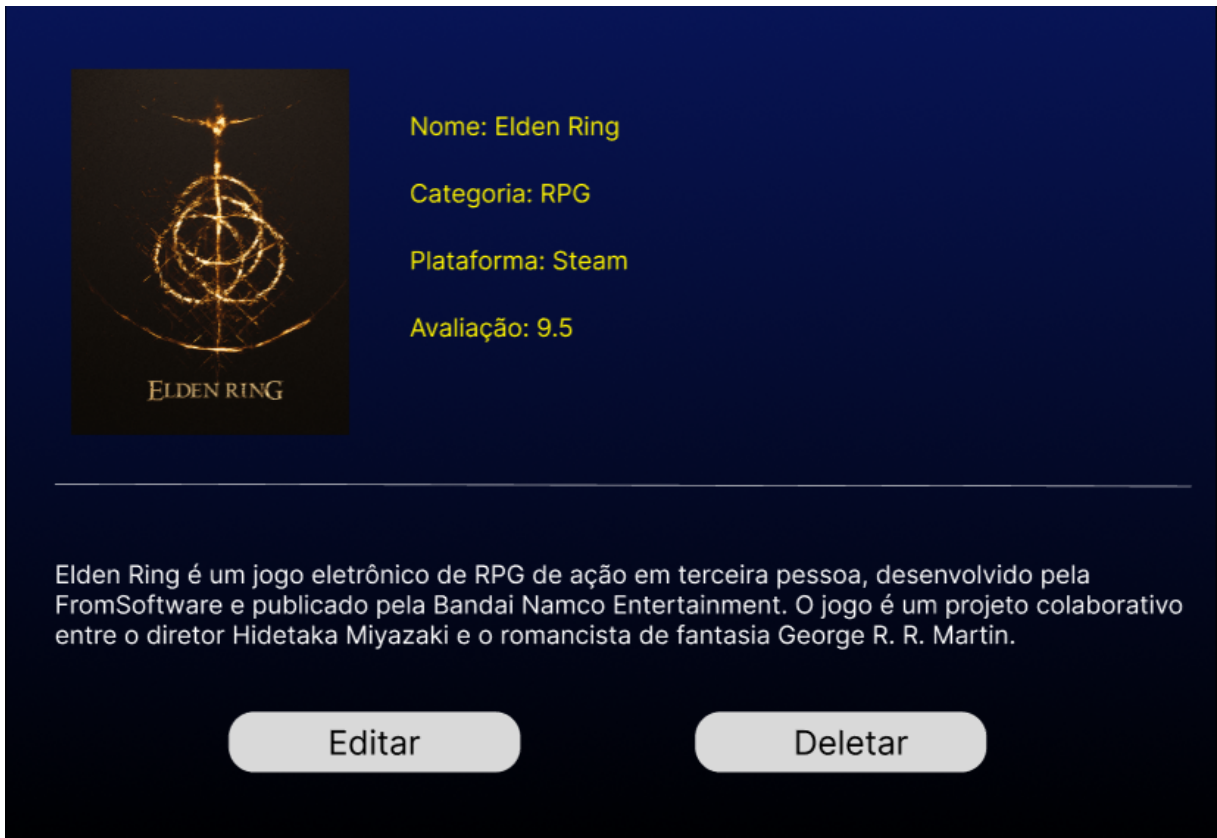 ELDEN RING
Nome: Elden Ring
Categoria: RPG
Plataforma: Steam
Avaliação: 9.5
Elden Ring é um jogo eletrônico de RPG de ação em terceira pessoa, desenvolvido pela
FromSoftware e publicado pela Bandai Namco Entertainment. O jogo é um projeto colaborativo
entre o diretor Hidetaka Miyazaki e o romancista de fantasia George R. R. Martin.
Editar
Deletar